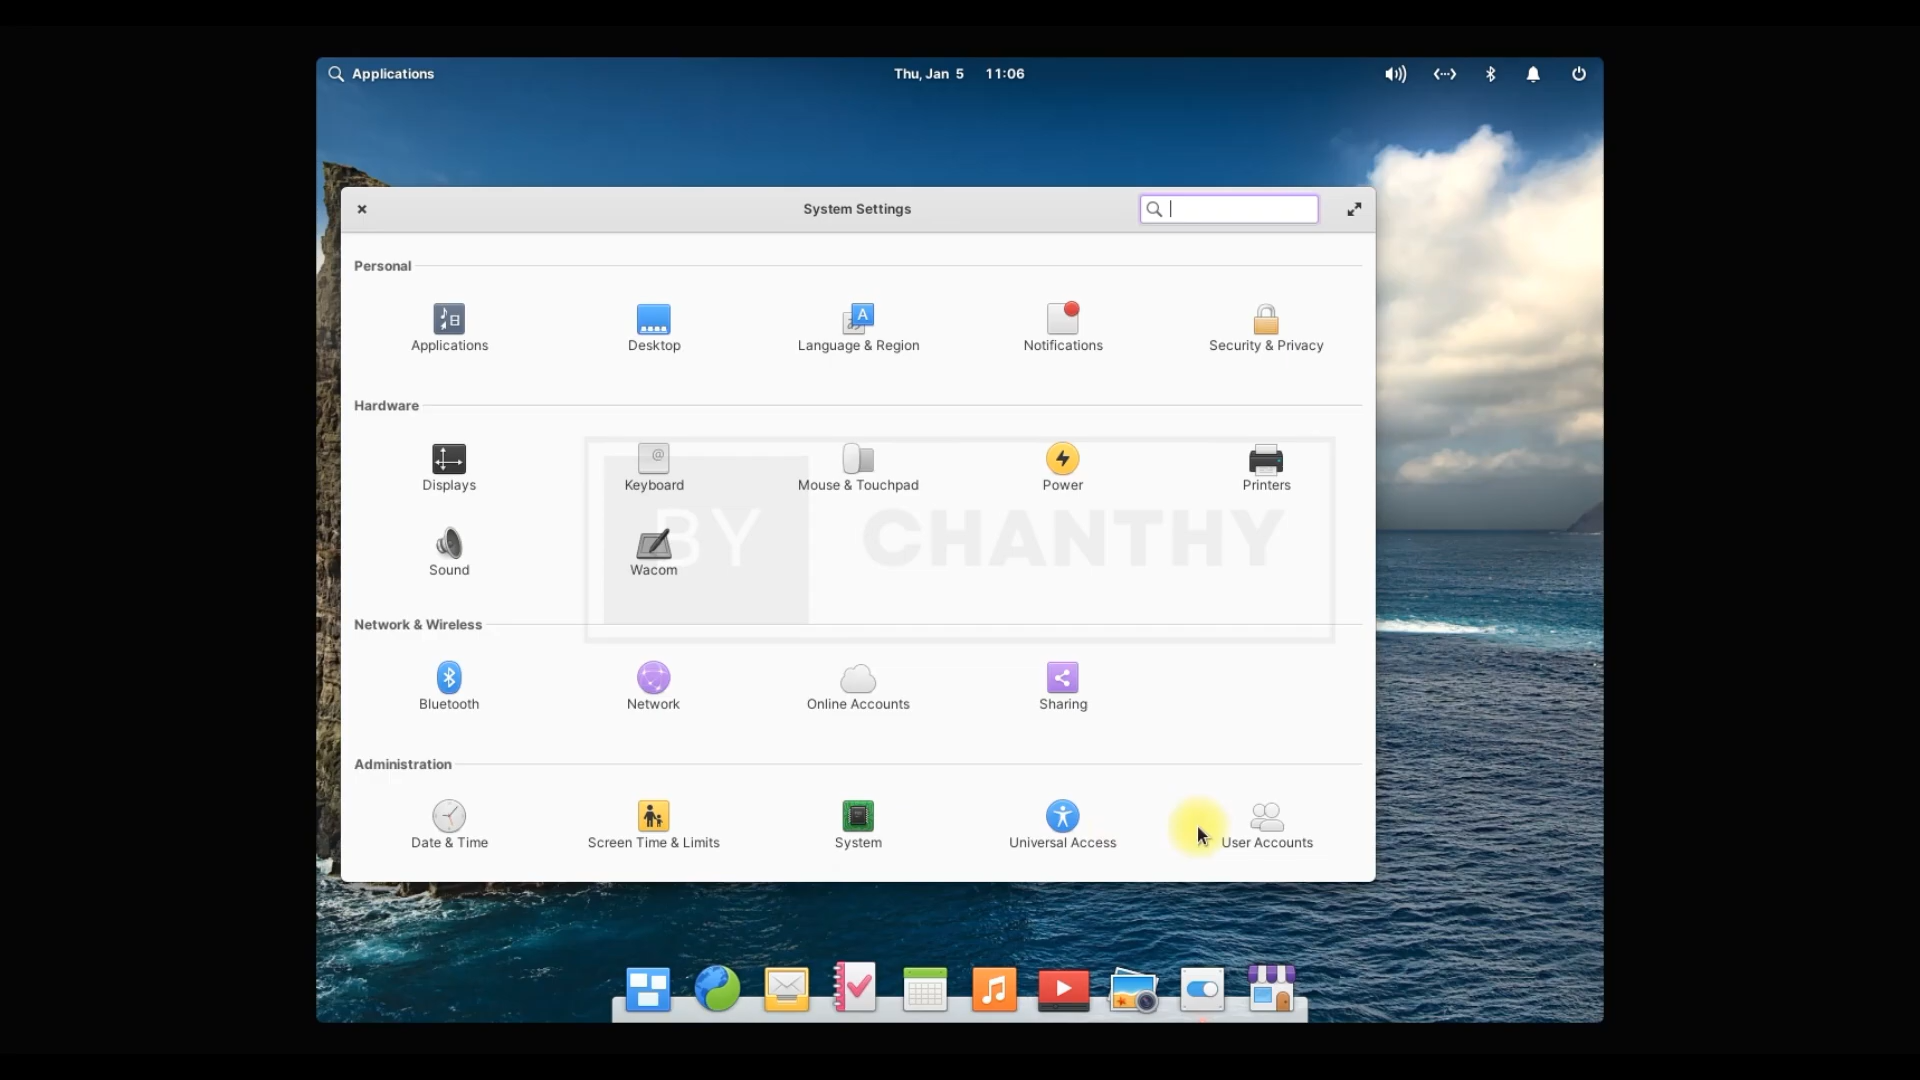 Applications
Thu, Jan 5 11:06
System Settings
Personal
Applications
Desktop
Language & Region
Notifications
Security & Privacy
Hardware
Displays
Keyboard
Mouse & Touchpad
Power
Printers
BY CHANTHY
Sound
Wacom
Network & Wireless
Bluetooth
Network
Online Accounts
Sharing
Administration
Date & Time
Screen Time & Limits
System
Universal Access
User Accounts